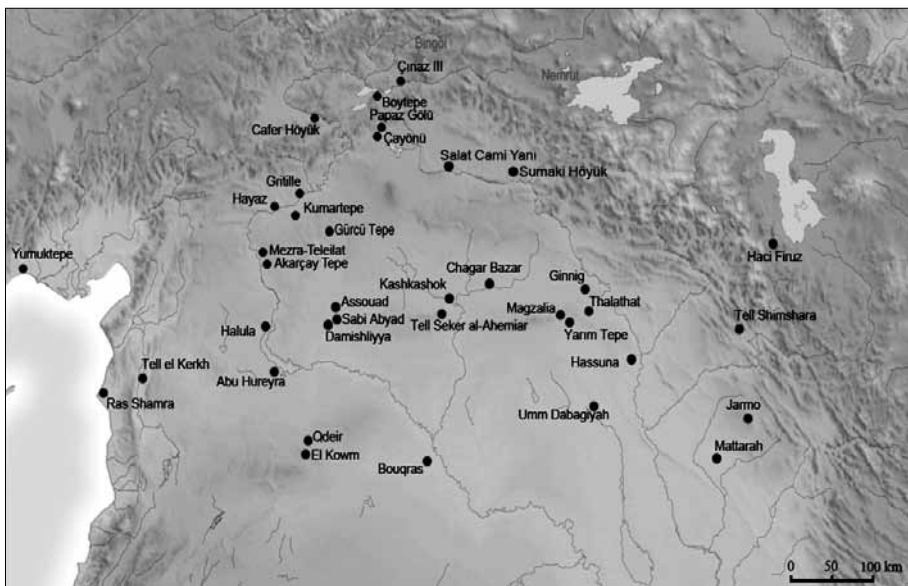 Bingöl
Çınaz III
Nemrut
Boytepe
Papaz Gölü
Cafer Höyük
Çayönü
Salat Cami Yanı
Sumaki Höyük
Gritille
Hayaz
Kumartepe
Gürcü Tepe
Yumuktepe
Mezra-Teleilat
Akarçay Tepe
Haci Firuz
Chagar Bazar
Ginnig
Kashkashok
Assouad
Magzalia
Thalathat
Sabi Abyad
Tell Seker al-Aheimar
Halula
Damishliyya
Yarım Tepe
Tell Shimshara
Hassuna
Tell el Kerkh
Abu Hureyra
Ras Shamra
Umm Dabagiyah
Jarmo
Qdeir
El Kowm
Bouqras
Mattarah
0 50 100 km